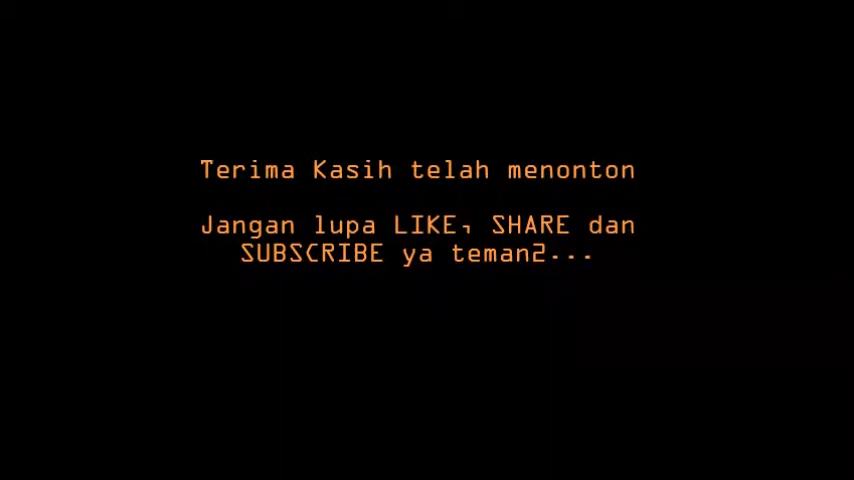 Terima Kasih telah menonton
Jangan lupa LIKE, SHARE dan
SUBSCRIBE ya teman2...